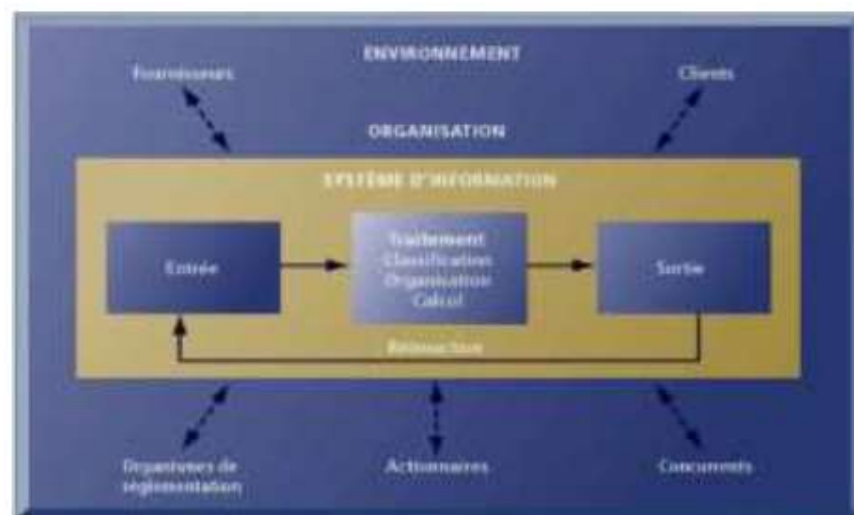 ENVIRONNEMENT
Fournisseurs
Clients
ORGANISATION
SYSTÈME D'INFORMATION
Entrée
Traitement
Classification
Organisation
Calcul
Sortie
Rétroaction
Organismes de
réglementation
Actionnaires
Concurrents